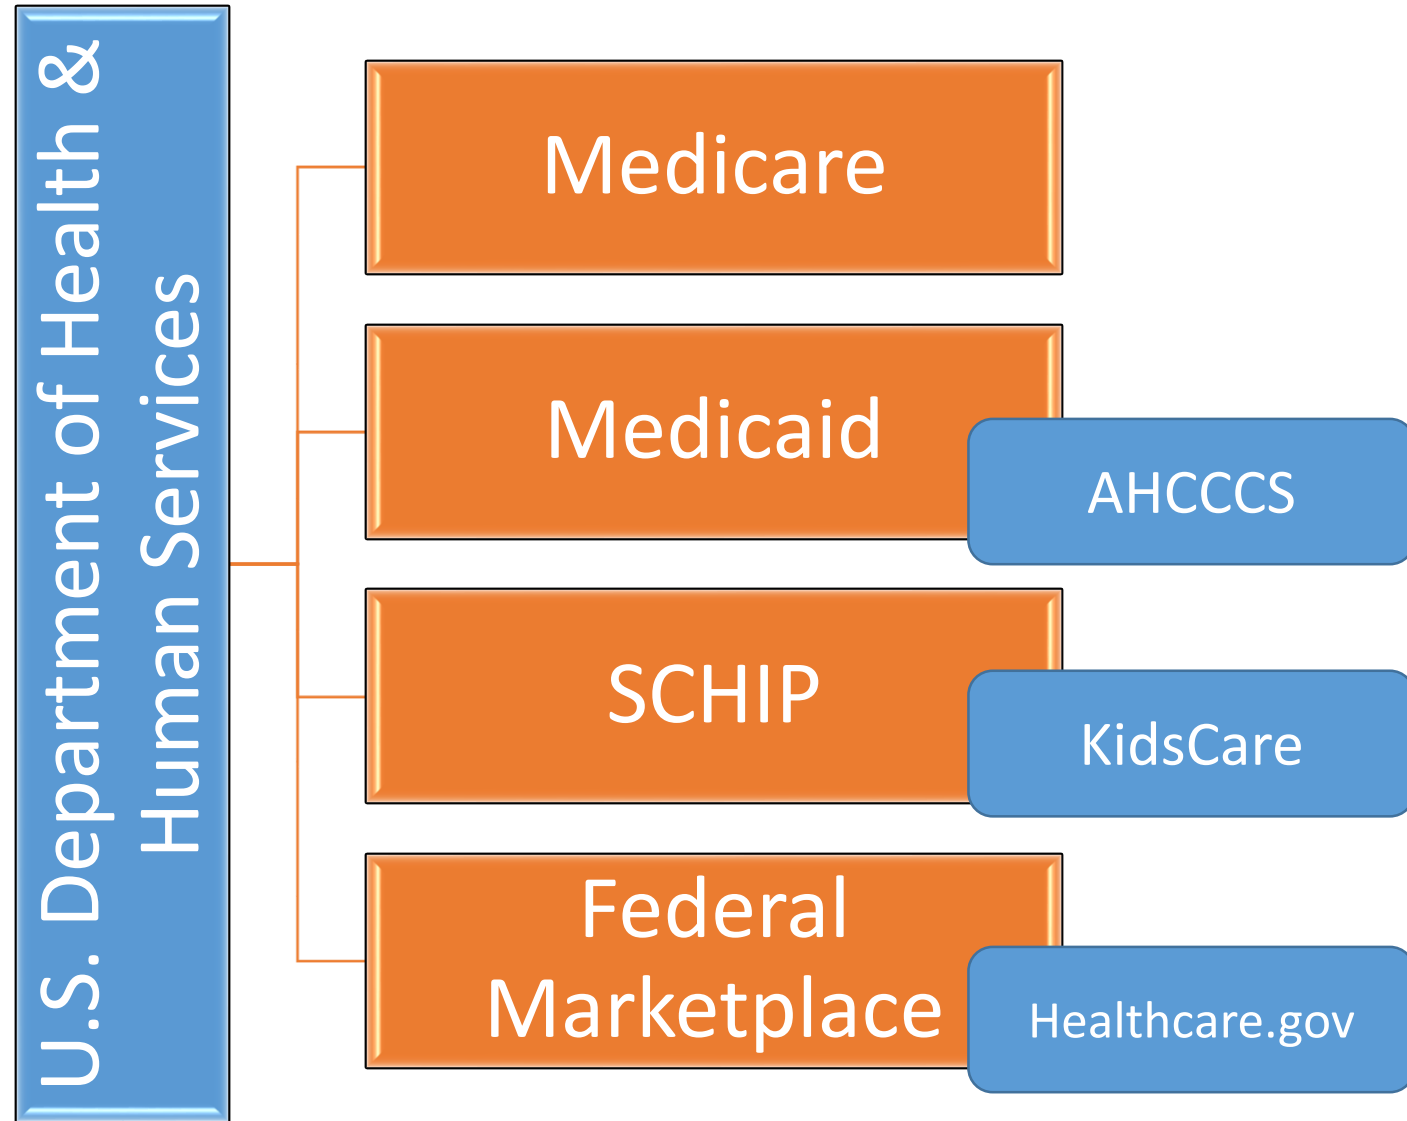 U.S. Department of Health &
Human Services
Medicare
Medicaid
AHCCCS
SCHIP
KidsCare
Federal
Marketplace
Healthcare.gov